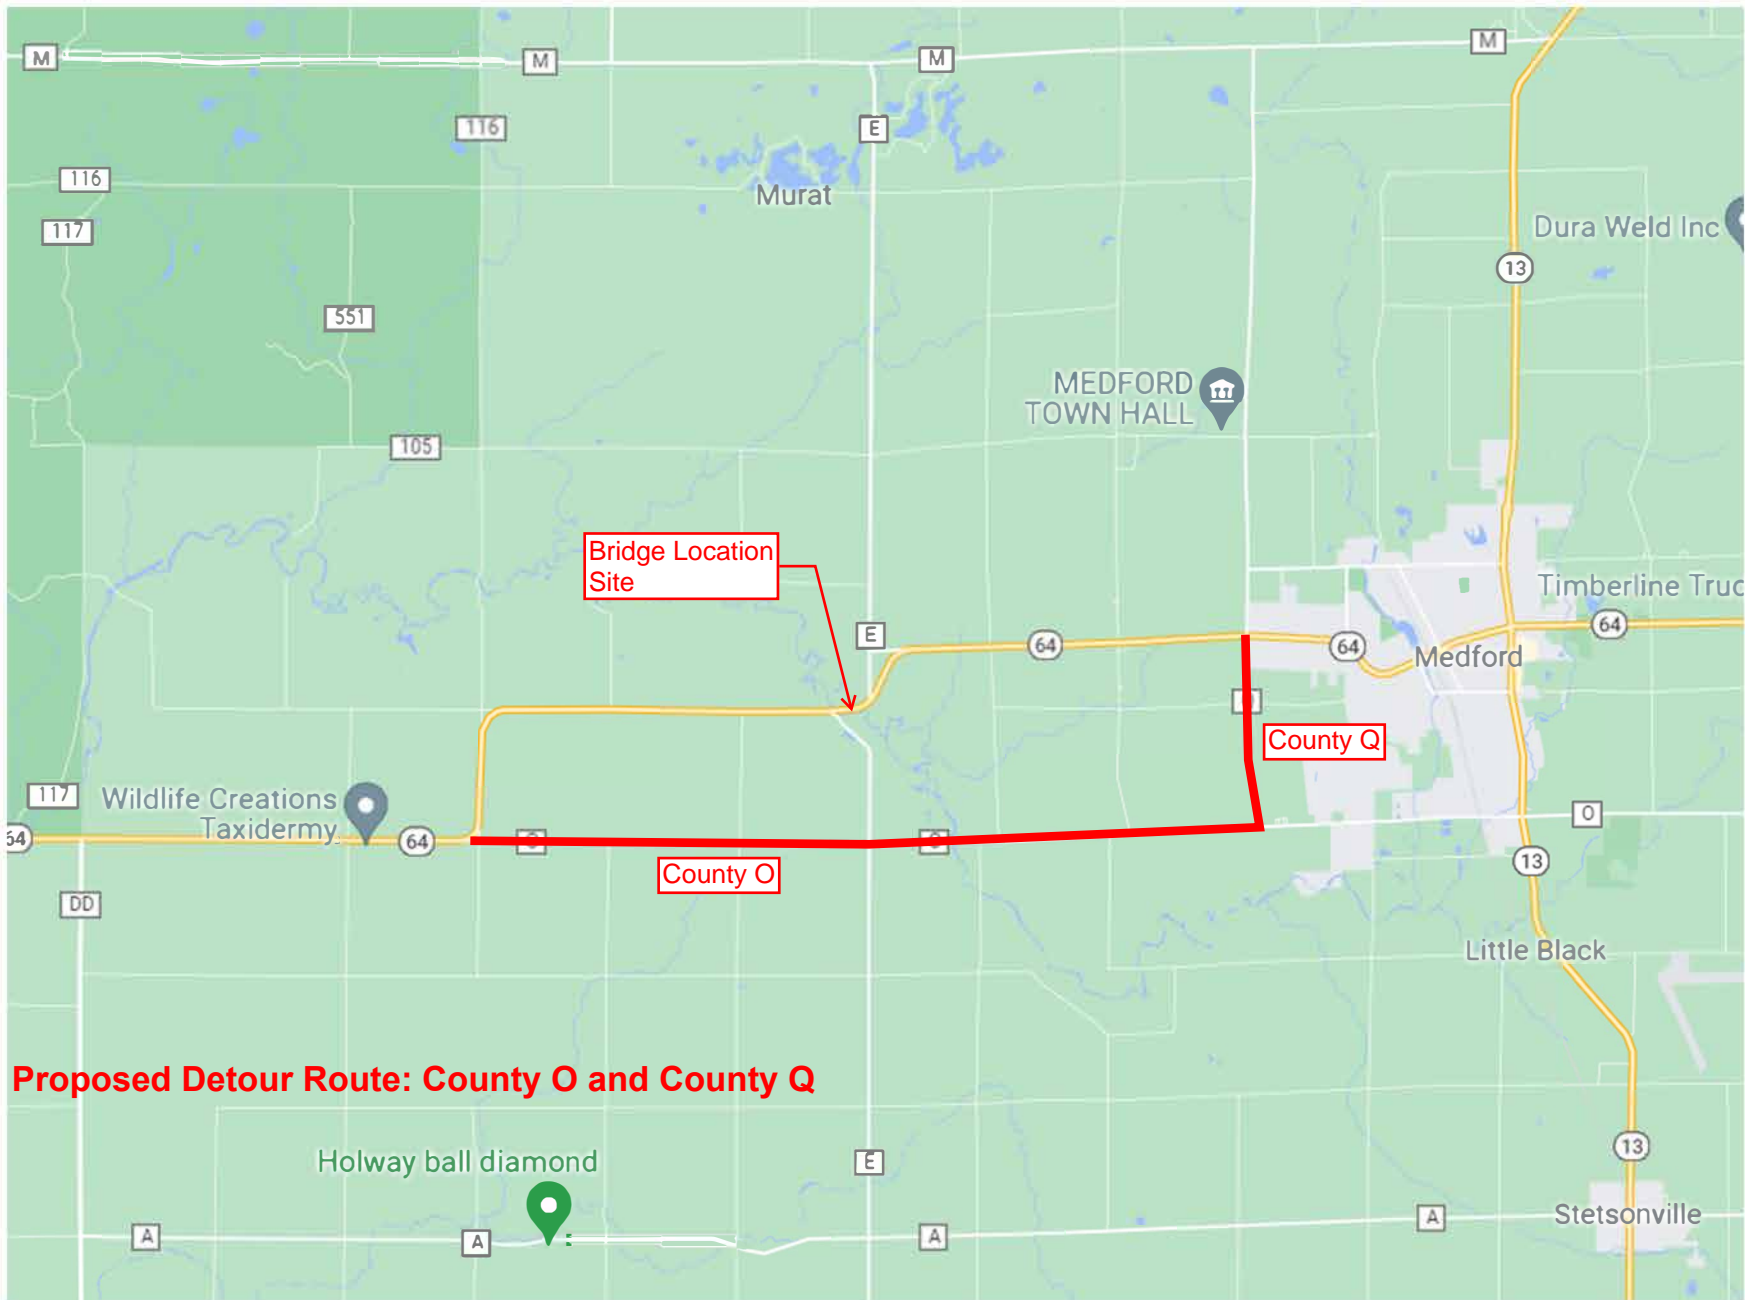 M
M
M
M
116
E
116
Murat
117
Dura Weld Inc
13
551
MEDFORD
TOWN HALL
105
Bridge Location
Site
Timberline Truc
E
64
64
64
Medford
County Q
117
Wildlife Creations
Taxidermy
64
64
O
O
O
County O
13
DD
Little Black
Proposed Detour Route: County O and County Q
13
Holway ball diamond
E
Stetsonville
A
A
A
A